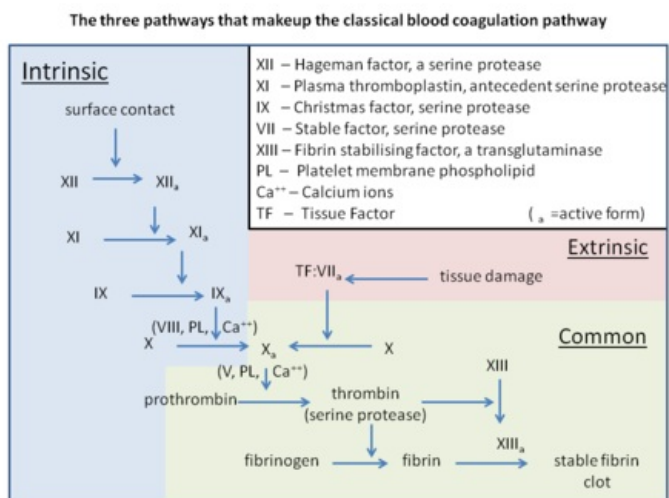 The three pathways that makeup the classical blood coagulation pathway
Intrinsic
surface contact
XII
XIIₐ
XI
XIₐ
IX
IXₐ
(VIII, PL, Ca⁺⁺)
X
Xₐ
X
(V, PL, Ca⁺⁺)
XII – Hageman factor, a serine protease
XI – Plasma thromboplastin, antecedent serine protease
IX – Christmas factor, serine protease
VII – Stable factor, serine protease
XIII – Fibrin stabilising factor, a transglutaminase
PL – Platelet membrane phospholipid
Ca⁺⁺ – Calcium ions
TF – Tissue Factor ( ₐ =active form)
Extrinsic
TF:VIIₐ
tissue damage
Common
XIII
prothrombin
thrombin
(serine protease)
XIIIₐ
fibrinogen
fibrin
stable fibrin
clot